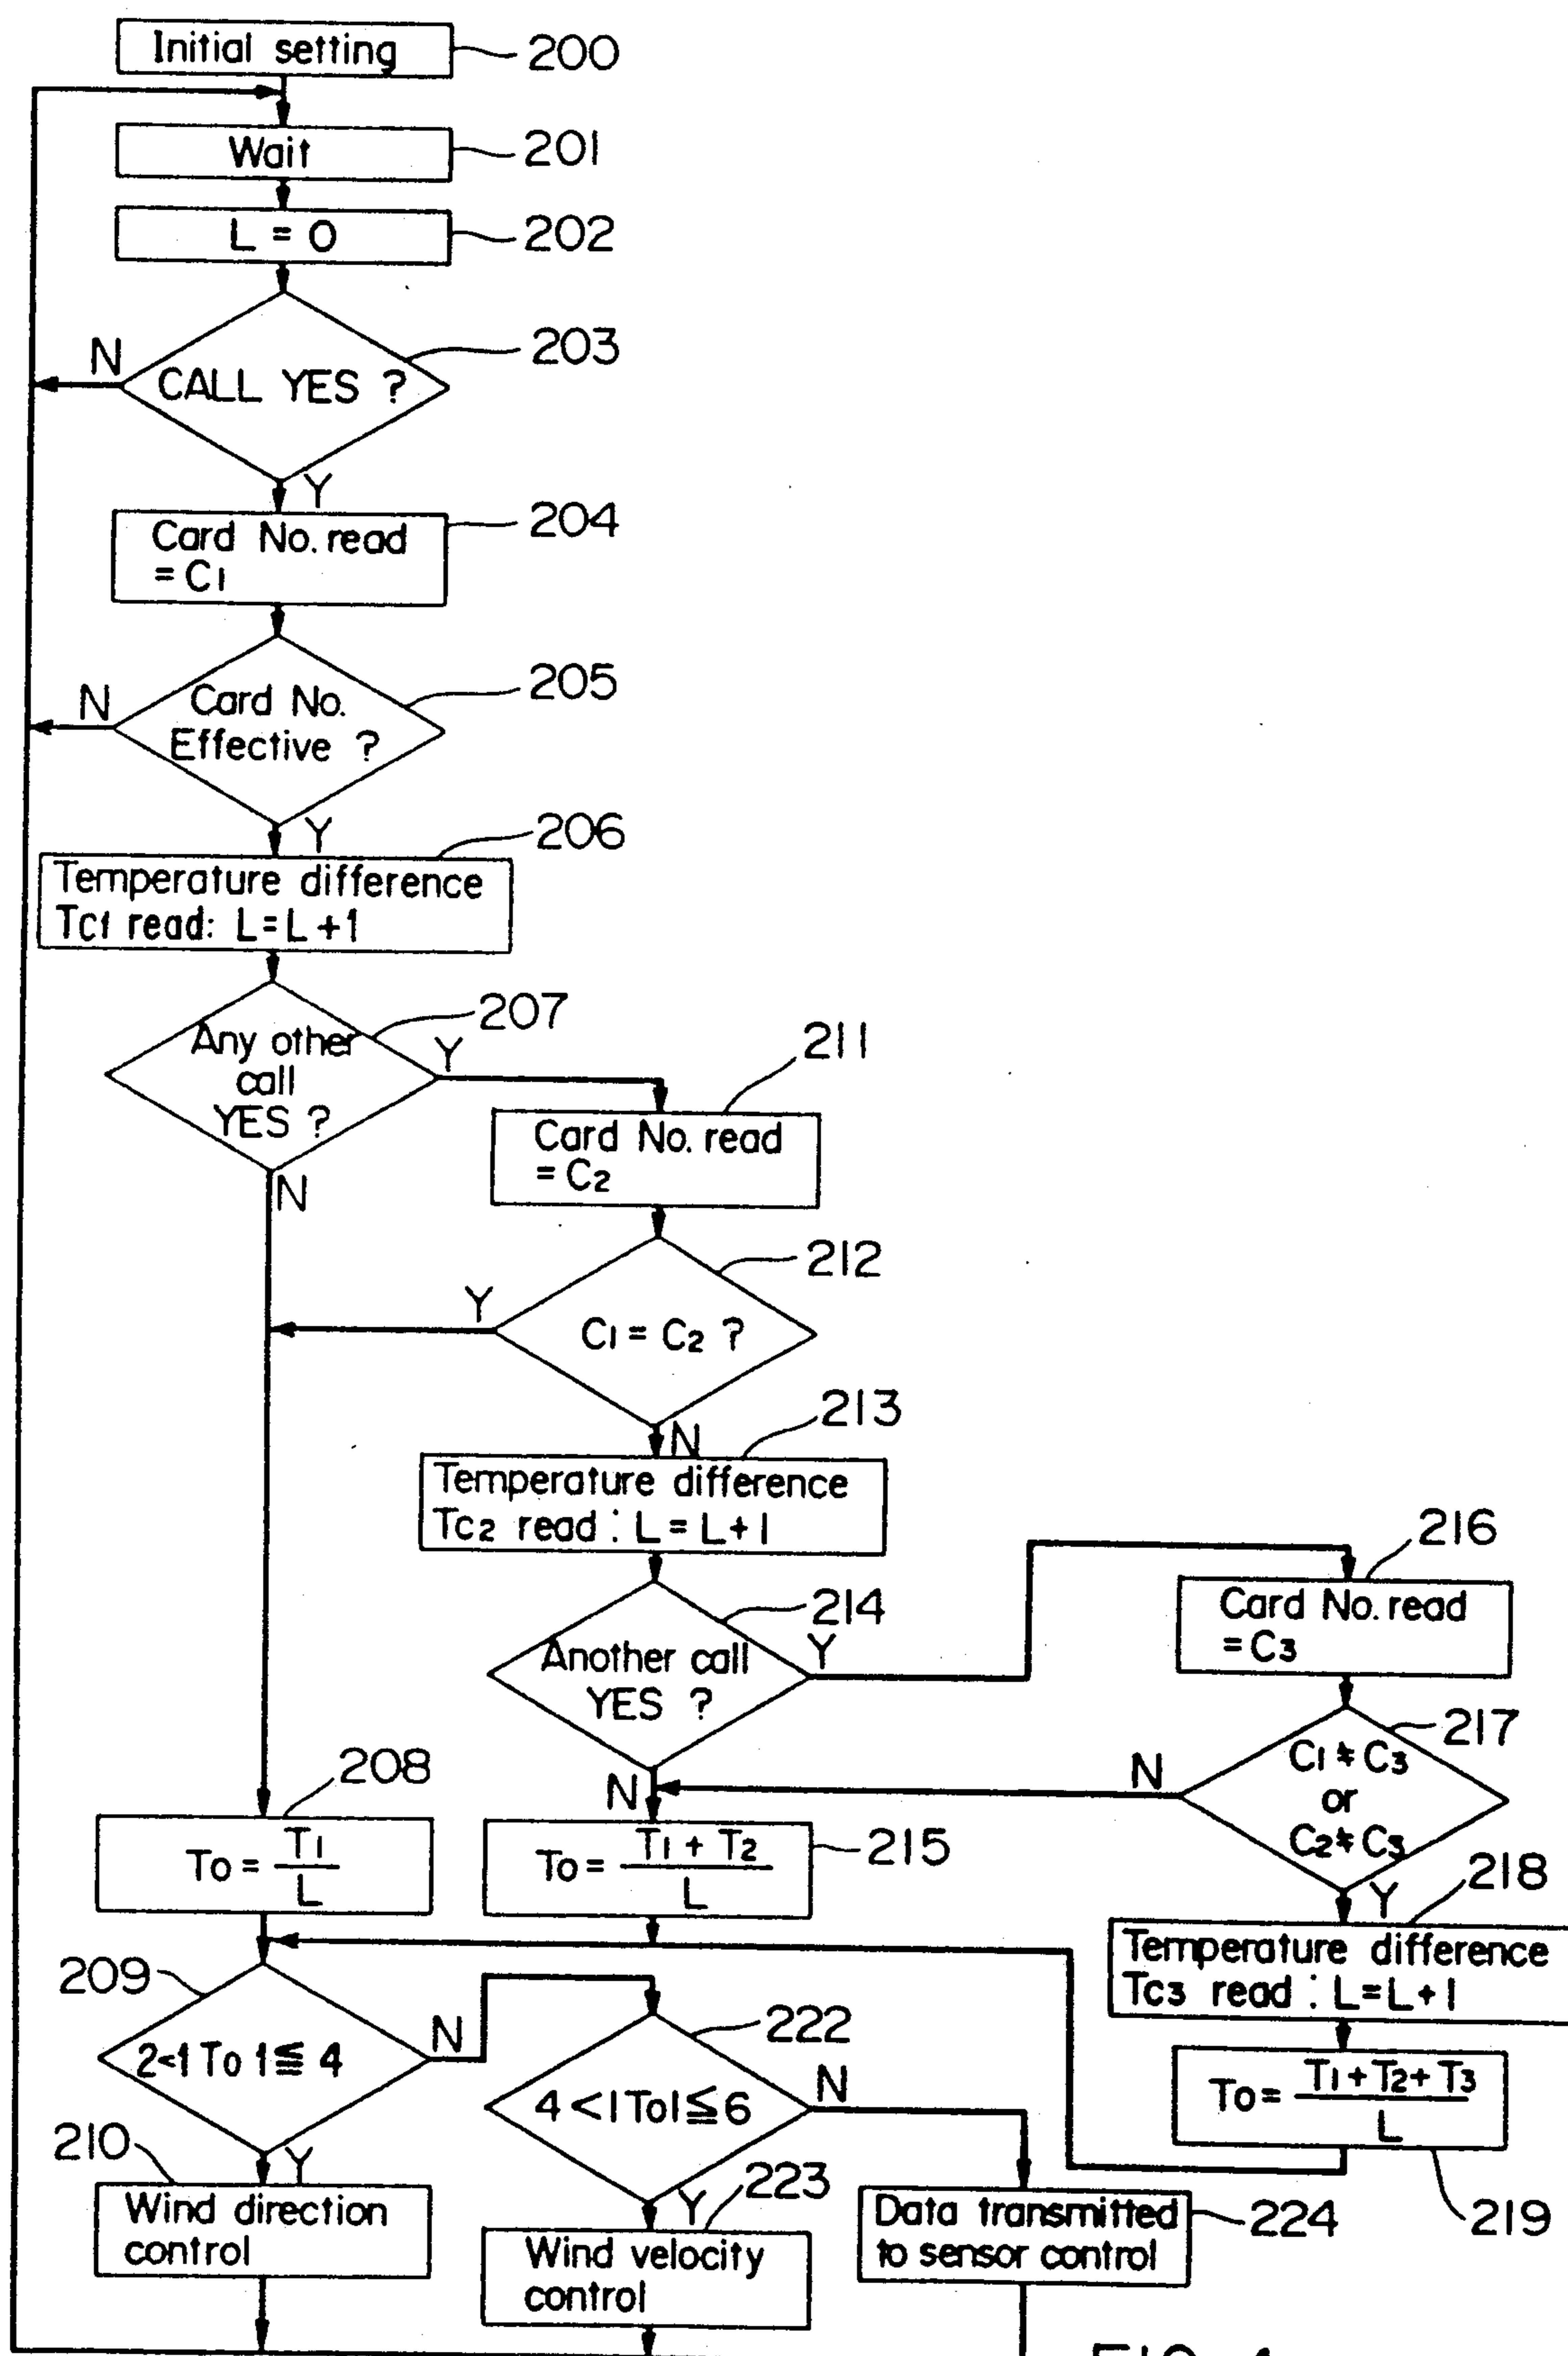 Initial setting
200
Wait
201
L = 0
202
203
N
CALL YES ?
Y
204
Card No. read
= C1
205
N
Card No.
Effective ?
Y
206
Temperature difference
Tc1 read: L=L+1
207
Any other
call
YES ?
Y
N
211
Card No. read
= C2
212
Y
C1 = C2 ?
213
N
Temperature difference
Tc2 read : L = L+1
214
Another call
YES ?
Y
N
216
Card No. read
= C3
217
C1 ≠ C3
or
C2 ≠ C3
N
Y
208
To = T1 / L
To = T1 + T2 / L
215
218
Temperature difference
Tc3 read : L=L+1
209
2<1 To 1≦ 4
N
Y
222
4 <|To|≦6
N
Y
To = T1+T2+T3 / L
219
210
Wind direction
control
223
Wind velocity
control
Data transmitted
to sensor control
224